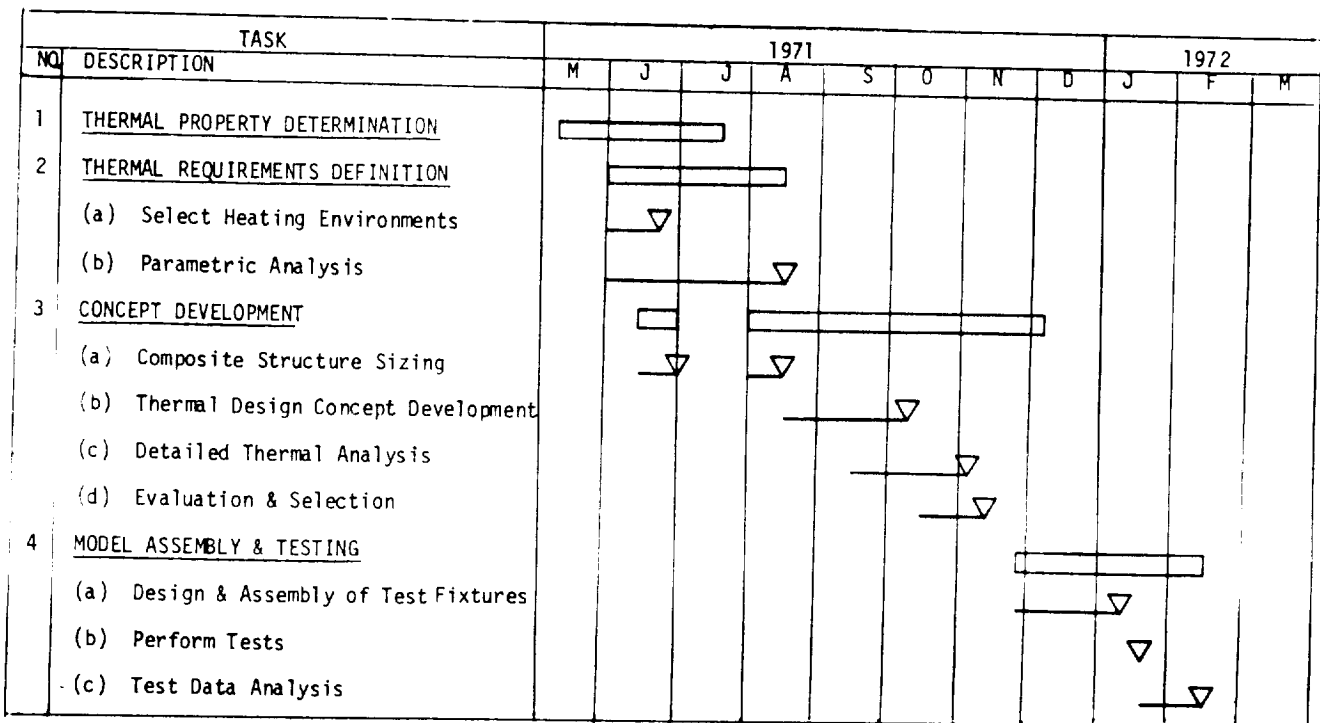 TASK
1971
1972
NO. DESCRIPTION
M J J A S O N D J F M
1 THERMAL PROPERTY DETERMINATION
2 THERMAL REQUIREMENTS DEFINITION
(a) Select Heating Environments
(b) Parametric Analysis
3 CONCEPT DEVELOPMENT
(a) Composite Structure Sizing
(b) Thermal Design Concept Development
(c) Detailed Thermal Analysis
(d) Evaluation & Selection
4 MODEL ASSEMBLY & TESTING
(a) Design & Assembly of Test Fixtures
(b) Perform Tests
(c) Test Data Analysis